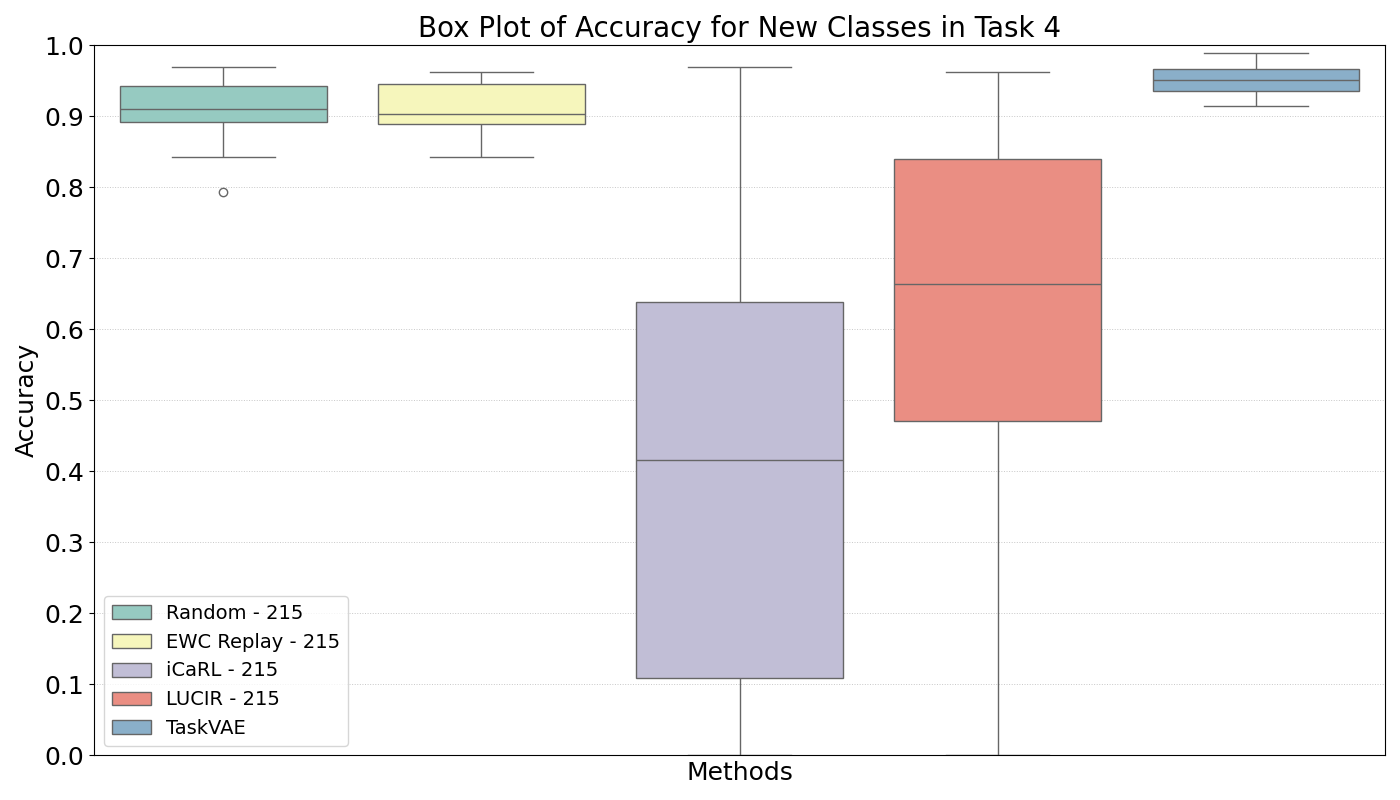 Box Plot of Accuracy for New Classes in Task 4
1.0
0.9
0.8
0.7
0.6
0.5
0.4
0.3
0.2
0.1
0.0
Accuracy
Random - 215
EWC Replay - 215
iCaRL - 215
LUCIR - 215
TaskVAE
Methods